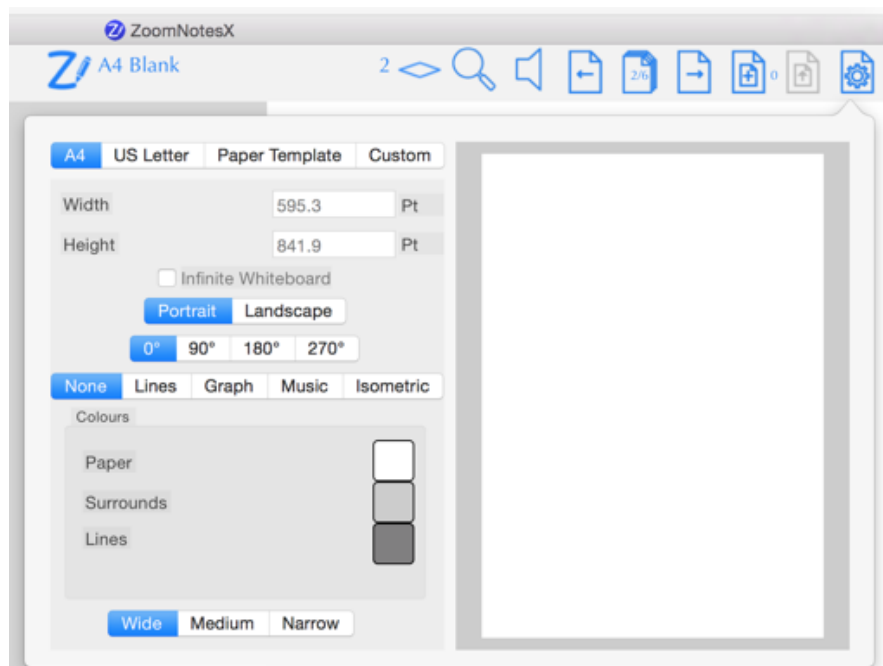 ZoomNotesX
A4 Blank 2 2/6 0
A4 US Letter Paper Template Custom
Width 595.3 Pt
Height 841.9 Pt
Infinite Whiteboard
Portrait Landscape
0° 90° 180° 270°
None Lines Graph Music Isometric
Colours
Paper
Surrounds
Lines
Wide Medium Narrow